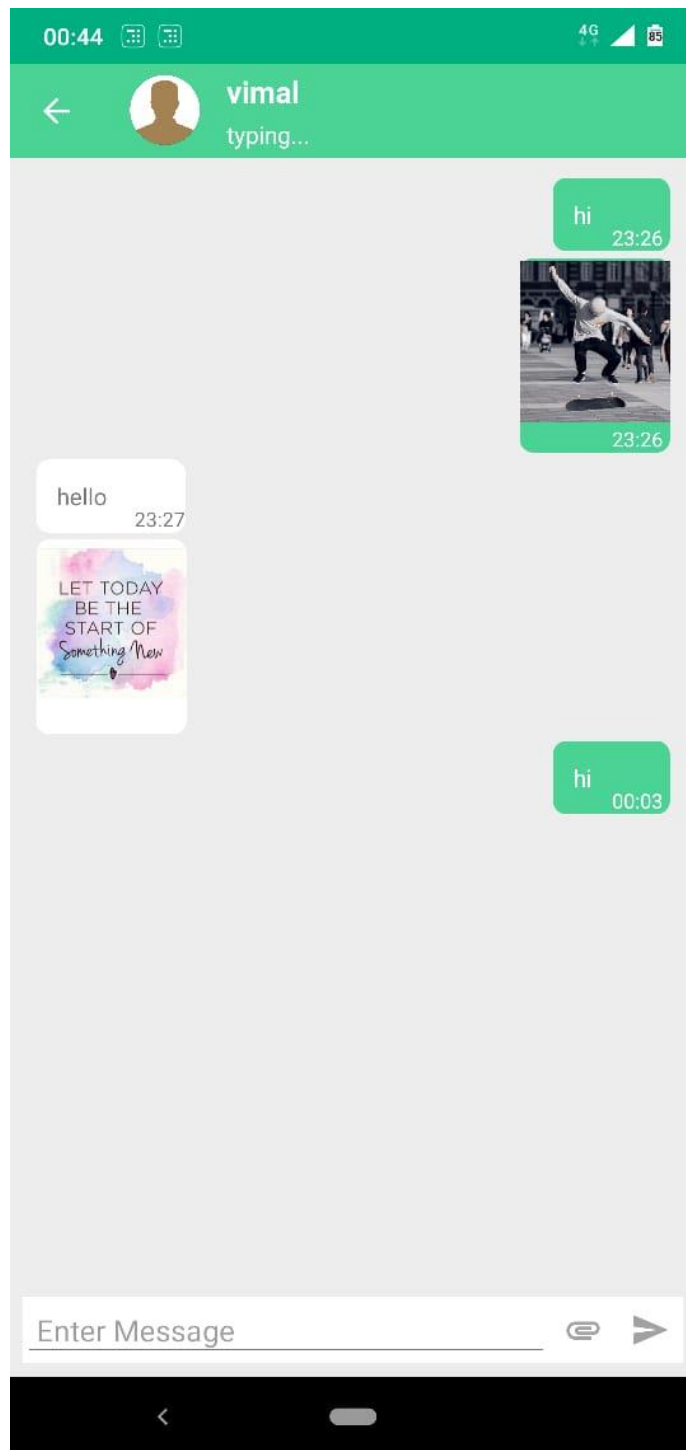 00:44
4G
85
vimal
typing...
hi
23:26
23:26
hello
23:27
LET TODAY
BE THE
START OF
Something New
hi
00:03
Enter Message